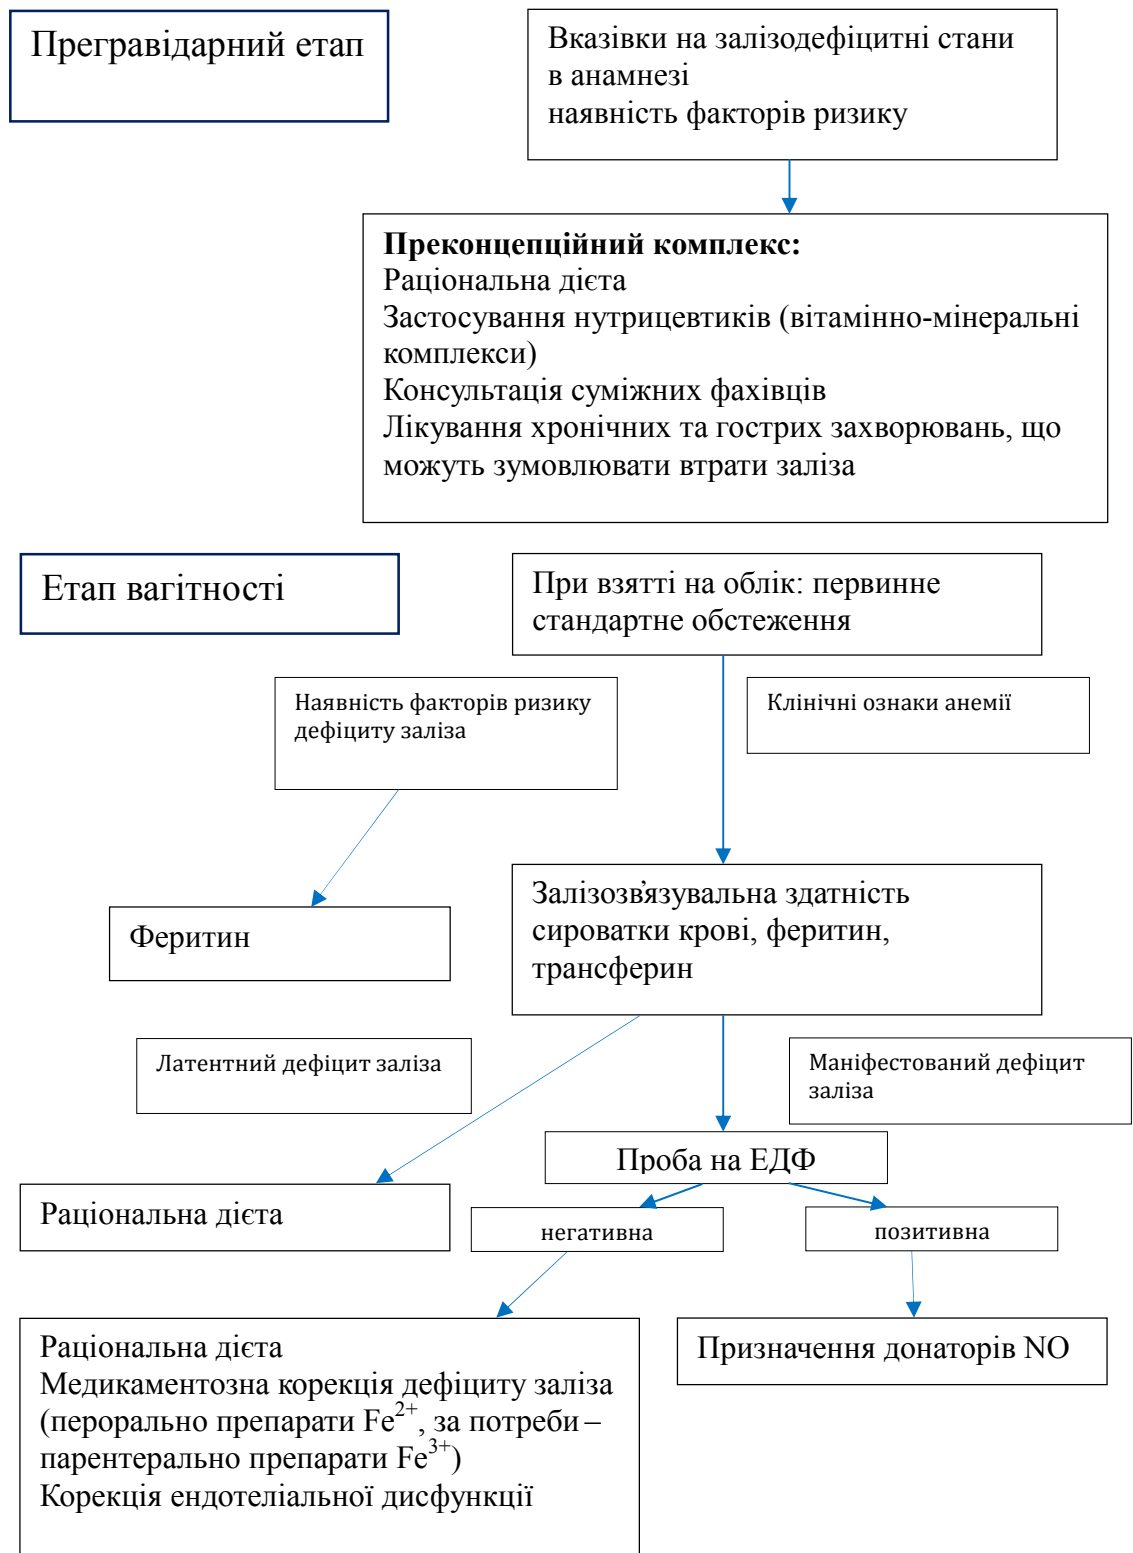 Прегравідарний етап
Вказівки на залізодефіцитні стани
в анамнезі
наявність факторів ризику
Преконцепційний комплекс:
Раціональна дієта
Застосування нутрицевтиків (вітамінно-мінеральні
комплекси)
Консультація суміжних фахівців
Лікування хронічних та гострих захворювань, що
можуть зумовлювати втрати заліза
Етап вагітності
При взятті на облік: первинне
стандартне обстеження
Наявність факторів ризику
дефіциту заліза
Клінічні ознаки анемії
Феритин
Залізозв’язувальна здатність
сироватки крові, феритин,
трансферин
Латентний дефіцит заліза
Маніфестований дефіцит
заліза
Проба на ЕДФ
Раціональна дієта
негативна
позитивна
Раціональна дієта
Медикаментозна корекція дефіциту заліза
(перорально препарати Fe²⁺, за потреби –
парентерально препарати Fe³⁺)
Корекція ендотеліальної дисфункції
Призначення донаторів NO